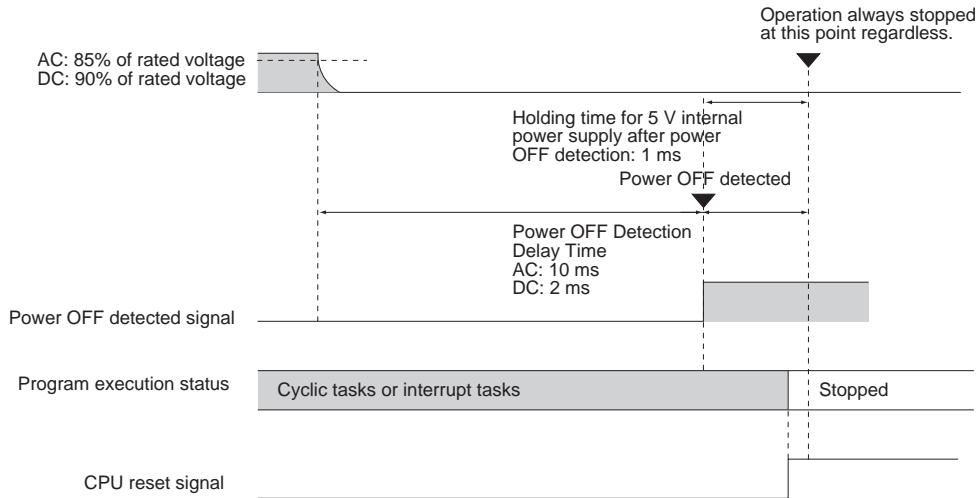 Operation always stopped
at this point regardless.
AC: 85% of rated voltage
DC: 90% of rated voltage
Holding time for 5 V internal
power supply after power
OFF detection: 1 ms
Power OFF detected
Power OFF Detection
Delay Time
AC: 10 ms
DC: 2 ms
Power OFF detected signal
Program execution status
Cyclic tasks or interrupt tasks
Stopped
CPU reset signal